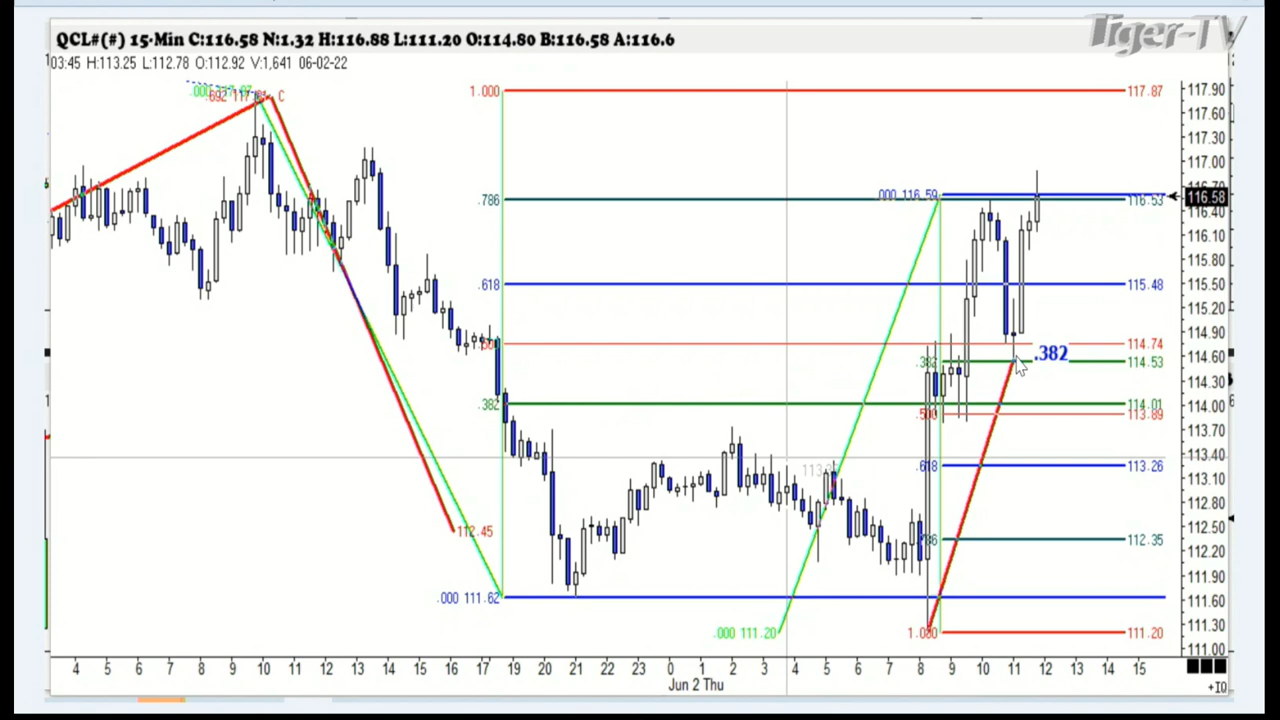 Tiger-TV
QCL#(#) 15-Min C:116.58 N:1.32 H:116.88 L:111.20 O:114.80 B:116.58 A:116.6
03:45 H:113.25 L:112.78 O:112.92 V:1,641 06-02-22
C
1.000 117.87 117.90
117.60
117.30
117.00
.786 .000 116.59 116.53 116.58
116.40
116.10
115.80
.618 115.48 115.50
115.20
114.90
114.74
.382 .382 114.53 114.60
114.30
.382 114.01 114.00
.500 113.89
113.70
113.40
.618 113.26
113.10
112.80
112.45 112.50
112.35
112.20
111.90
.000 111.62 111.60
.000 111.20 1.000 111.20 111.30
111.00
4 5 6 7 8 9 10 11 12 13 14 15 16 17 19 20 21 22 23 0 1 2 3 4 5 6 7 8 9 10 11 12 13 14 15
Jun 2 Thu
+IQ